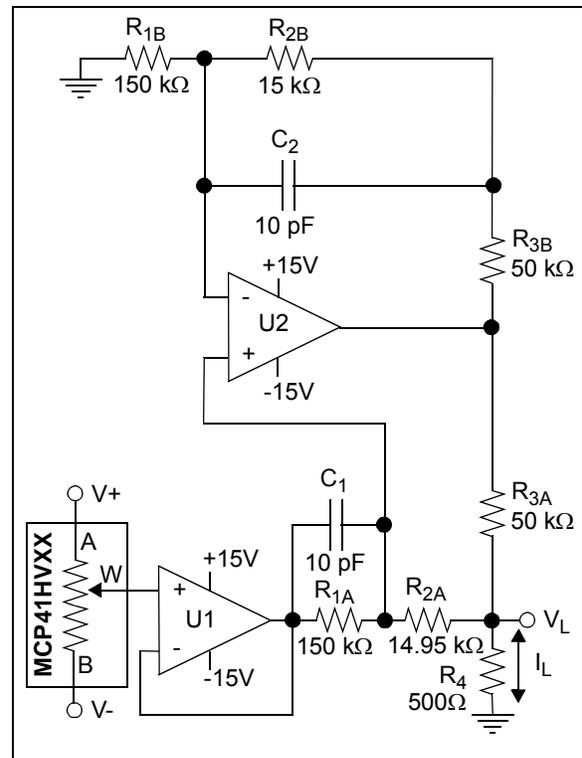 R1B
150 kΩ
R2B
15 kΩ
C2
10 pF
R3B
50 kΩ
+15V
-
U2
+
-15V
C1
10 pF
R3A
50 kΩ
V+
MCP41HVXX
A
W
B
V-
+15V
+
U1
-
-15V
R1A
150 kΩ
R2A
14.95 kΩ
VL
R4
500Ω
IL